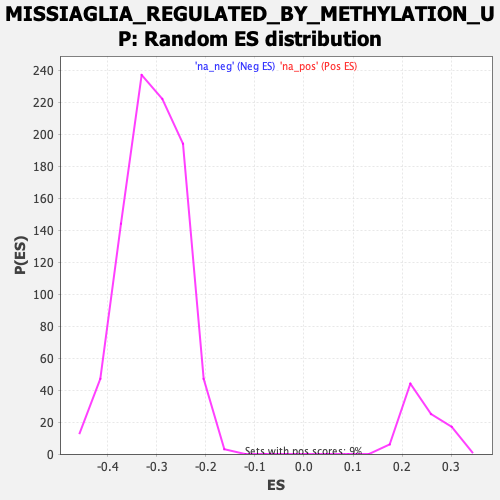 MISSIAGLIA_REGULATED_BY_METHYLATION_U
P: Random ES distribution
'na_neg' (Neg ES) 'na_pos' (Pos ES)
240
220
200
180
160
140
120
100
80
60
40
20
0
P(ES)
Sets with pos scores: 9%
-0.4 -0.3 -0.2 -0.1 0.0 0.1 0.2 0.3
ES